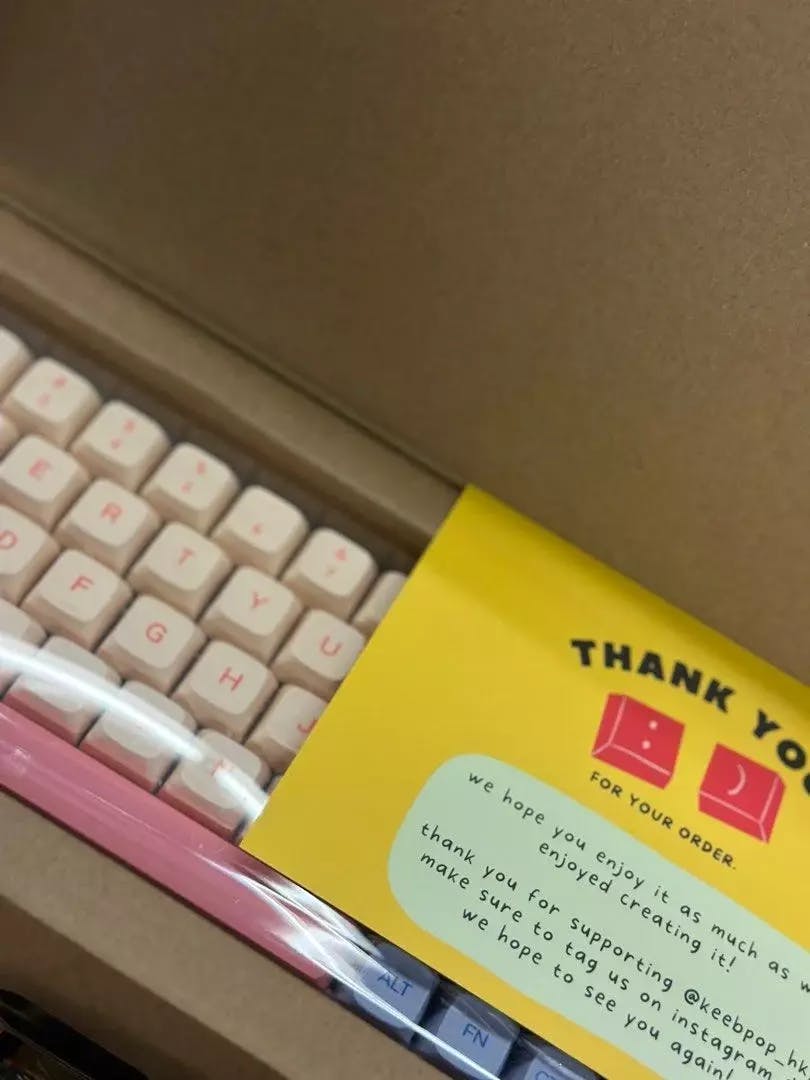 E R T Y U
D F G H J
THANK YOU
: )
FOR YOUR ORDER.
we hope you enjoy it as much as
enjoyed creating it!
thank you for supporting @keebpop_hk
make sure to tag us on instagram
we hope to see you again!
ALT
FN